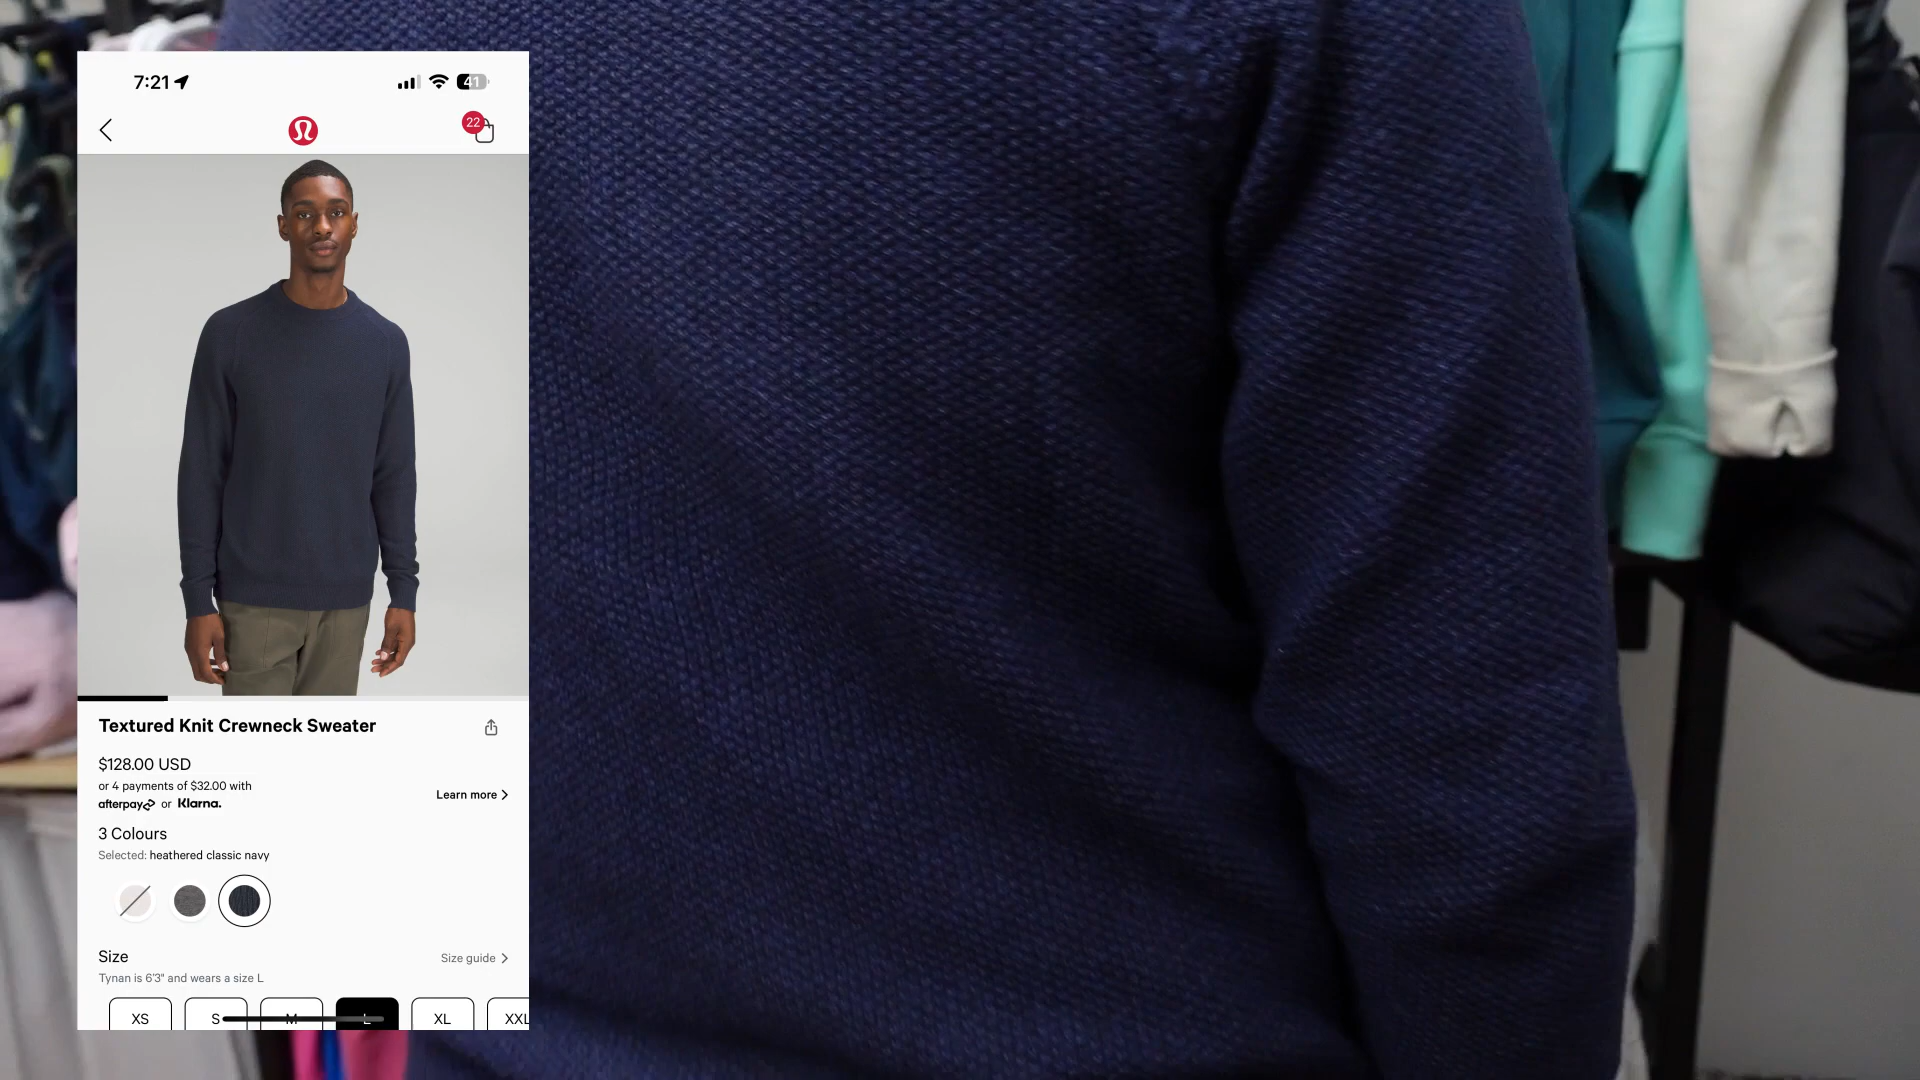 7:21
41
22
Textured Knit Crewneck Sweater
$128.00 USD
or 4 payments of $32.00 with
afterpay or Klarna.
Learn more
3 Colours
Selected: heathered classic navy
Size
Size guide
Tynan is 6'3" and wears a size L
XS S M L XL XXL